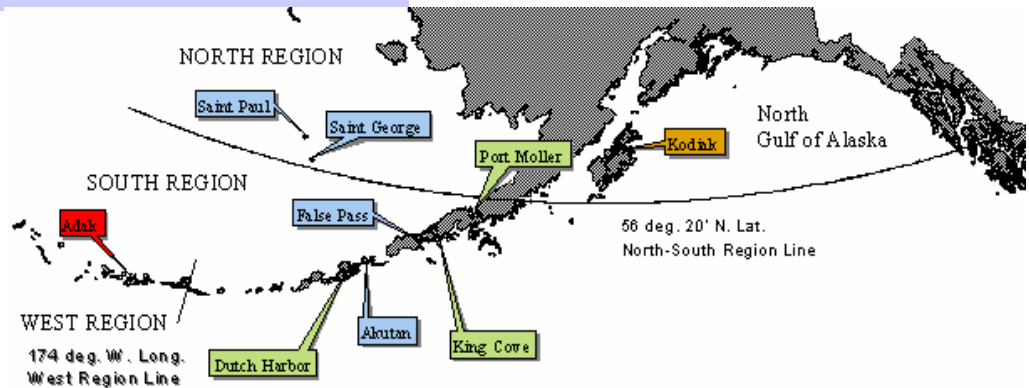 NORTH REGION
Saint Paul
Saint George
North
Gulf of Alaska
Kodiak
Port Moller
SOUTH REGION
False Pass
Adak
56 deg. 20' N. Lat.
North-South Region Line
WEST REGION
174 deg. W. Long.
West Region Line
Akutan
King Cove
Dutch Harbor